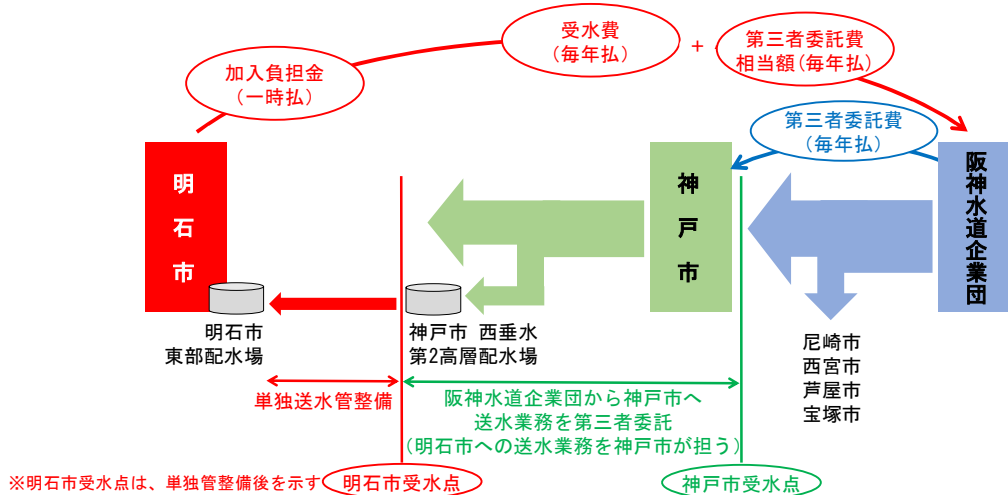 受水費
(毎年払)
+
第三者委託費
相当額(毎年払)
加入負担金
(一時払)
第三者委託費
(毎年払)
明石市
神戸市
阪神水道企業団
明石市
東部配水場
神戸市 西垂水
第2高層配水場
尼崎市
西宮市
芦屋市
宝塚市
単独送水管整備
阪神水道企業団から神戸市へ
送水業務を第三者委託
(明石市への送水業務を神戸市が担う)
※明石市受水点は、単独管整備後を示す
明石市受水点
神戸市受水点